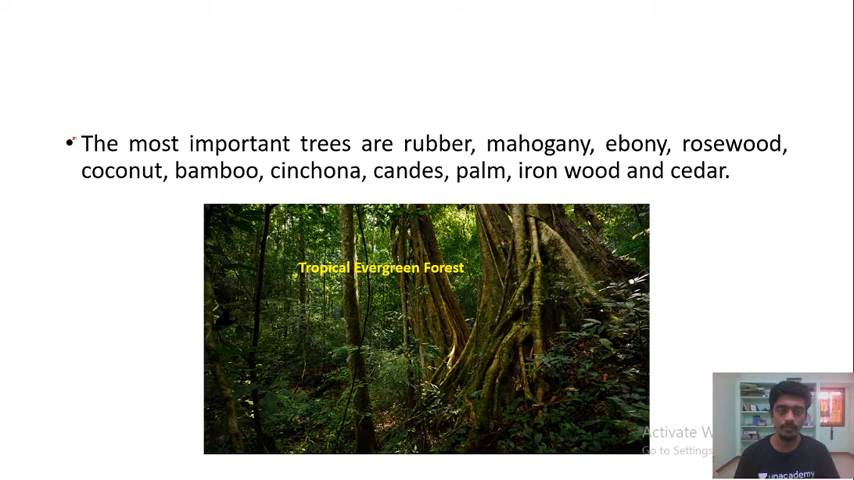 • The most important trees are rubber, mahogany, ebony, rosewood,
coconut, bamboo, cinchona, candes, palm, iron wood and cedar.
Tropical Evergreen Forest
Activate
Go to Settings
unacademy